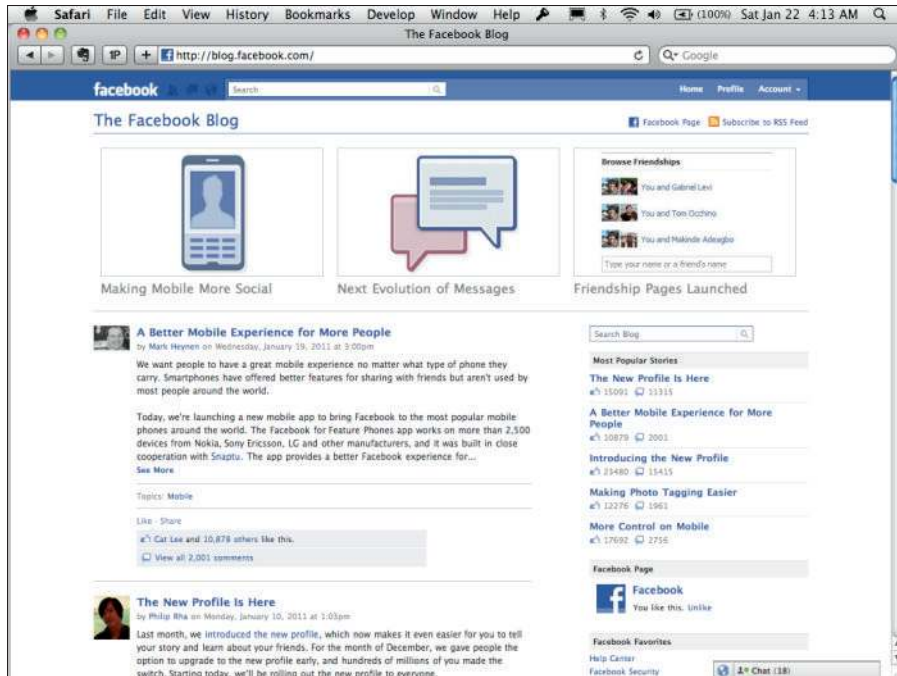 Safari File Edit View History Bookmarks Develop Window Help (100%) Sat Jan 22 4:13 AM
The Facebook Blog
1P + http://blog.facebook.com/ Google
facebook Search Home Profile Account
The Facebook Blog Facebook Page Subscribe to RSS Feed
Browse Friendships
You and Gabriel Levi
You and Tom Occhino
You and Makinde Adeagbo
Type your name or a friend's name
Making Mobile More Social Next Evolution of Messages Friendship Pages Launched
A Better Mobile Experience for More People
by Mark Heynen on Wednesday, January 19, 2011 at 3:00pm
We want people to have a great mobile experience no matter what type of phone they
carry. Smartphones have offered better features for sharing with friends but aren't used by
most people around the world.
Today, we're launching a new mobile app to bring Facebook to the most popular mobile
phones around the world. The Facebook for Feature Phones app works on more than 2,500
devices from Nokia, Sony Ericsson, LG and other manufacturers, and it was built in close
cooperation with Snaptu. The app provides a better Facebook experience for...
See More
Topics: Mobile
Like · Share
Cat Lee and 10,878 others like this.
View all 2,001 comments
The New Profile Is Here
by Philip Rha on Monday, January 10, 2011 at 1:03pm
Last month, we introduced the new profile, which now makes it even easier for you to tell
your story and learn about your friends. For the month of December, we gave people the
option to upgrade to the new profile early, and hundreds of millions of you made the
switch. Starting today, we'll be rolling out the new profile to everyone.
Search Blog
Most Popular Stories
The New Profile Is Here
15091 11315
A Better Mobile Experience for More
People
10879 2001
Introducing the New Profile
23480 15415
Making Photo Tagging Easier
12276 1961
More Control on Mobile
17692 2756
Facebook Page
Facebook
You like this. Unlike
Facebook Favorites
Help Center
Facebook Security
Chat (18)